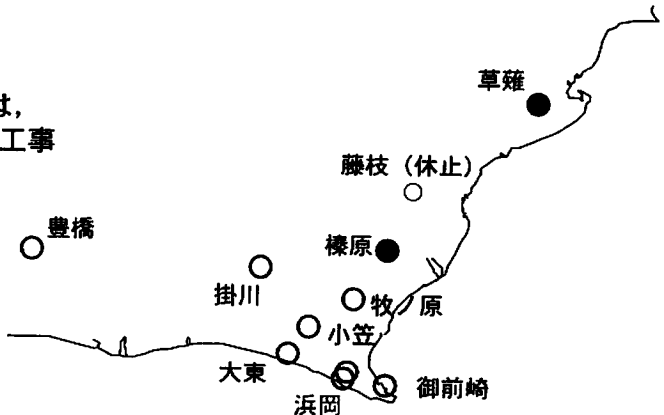 草薙
は,
工事
藤枝（休止）
豊橋
榛原
掛川
牧ノ原
小笠
大東
御前崎
浜岡